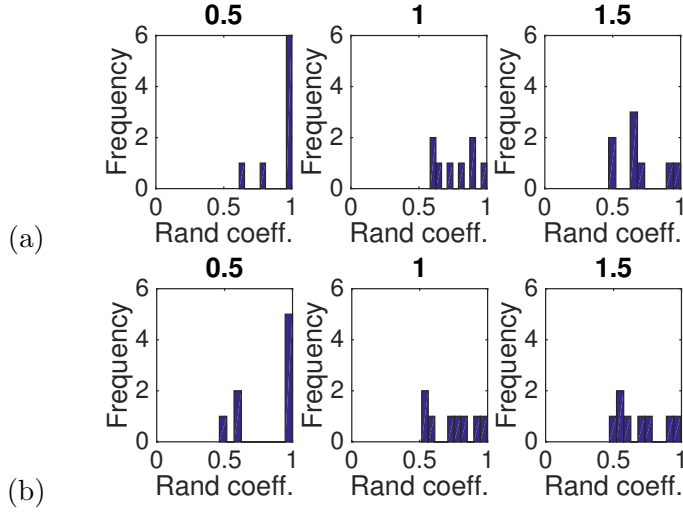 0.5 1 1.5
Frequency Frequency Frequency
6 6 6
4 4 4
2 2 2
0 0 0
0 0.5 1 0 0.5 1 0 0.5 1
(a) Rand coeff. Rand coeff. Rand coeff.
0.5 1 1.5
Frequency Frequency Frequency
6 6 6
4 4 4
2 2 2
0 0 0
0 0.5 1 0 0.5 1 0 0.5 1
(b) Rand coeff. Rand coeff. Rand coeff.